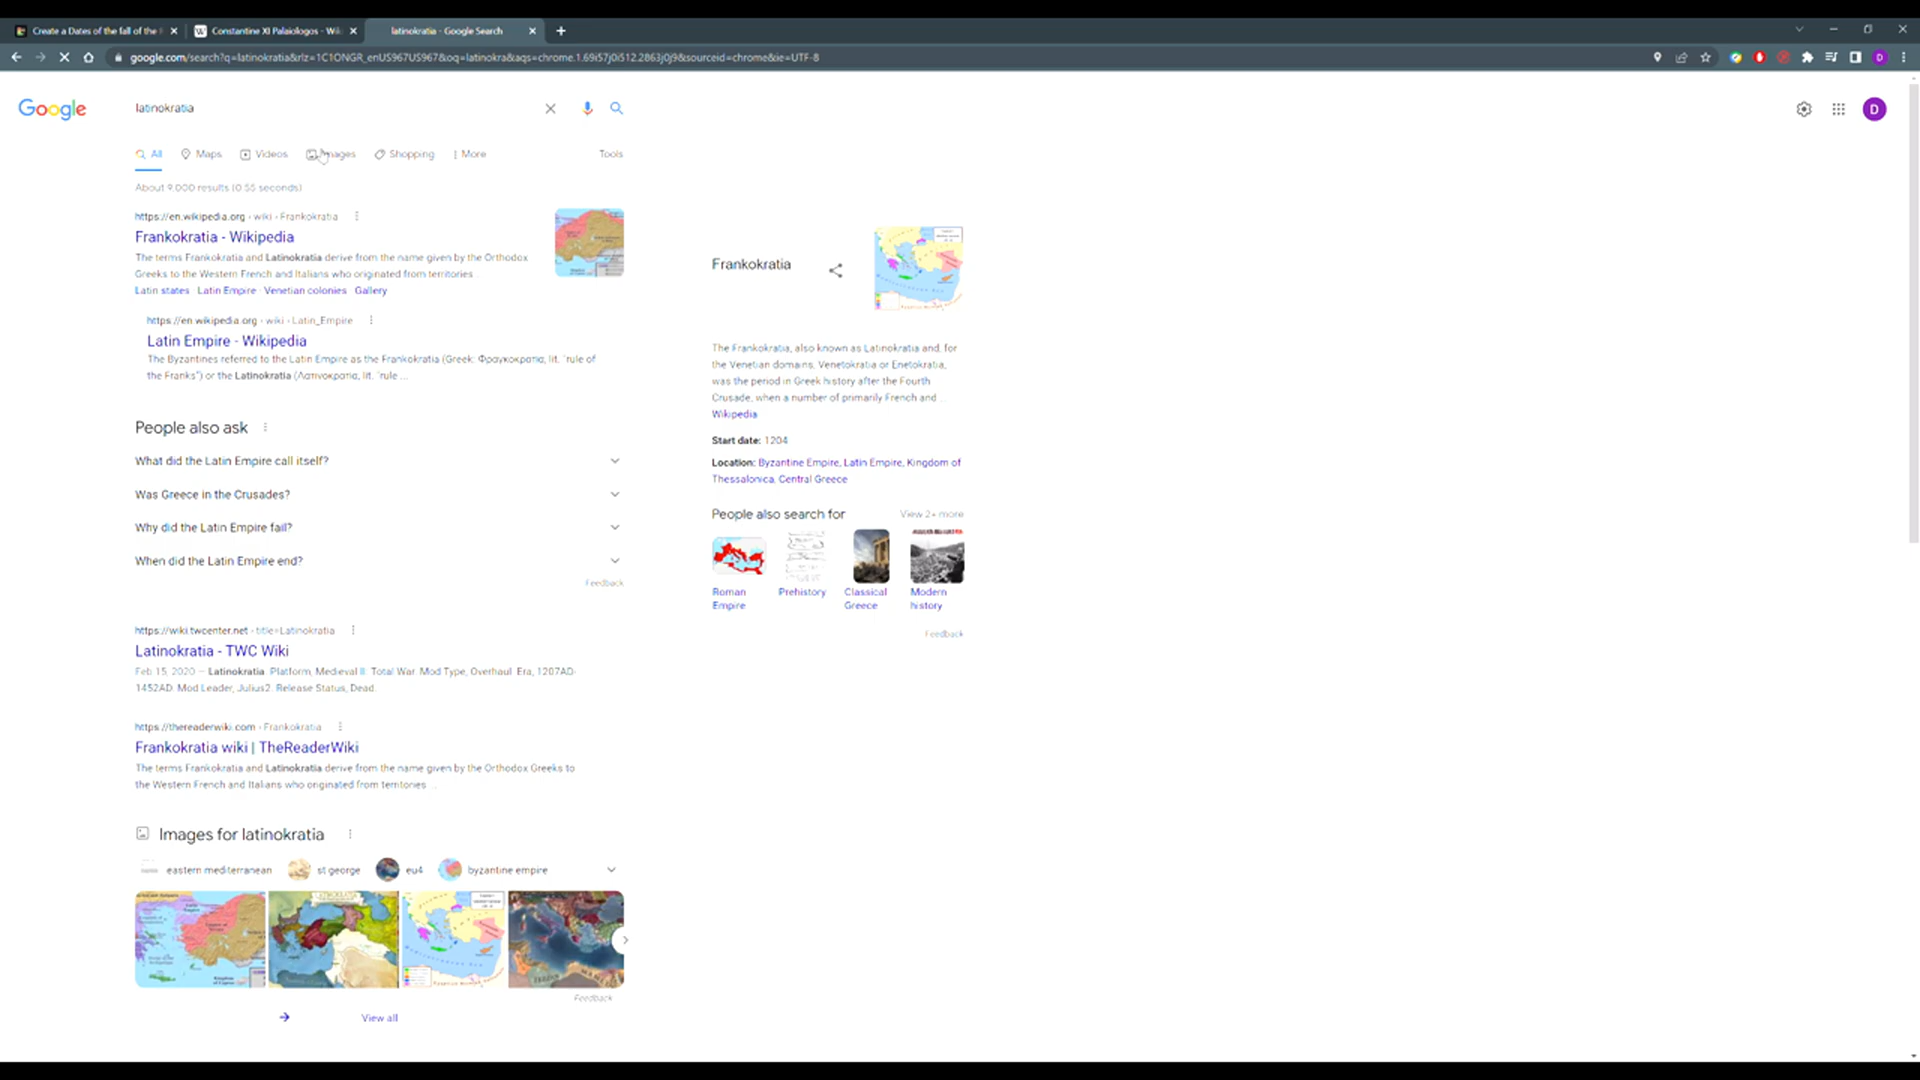 Create a Dates of the fall of the
Constantine XI Palaiologos - Wiki
latinokratia - Google Search
google.com/search?q=latinokratia&rlz=1C1ONGR_enUS967US967&oq=latinokra&aqs=chrome.1.69i57j0i512.2863j0j9&sourceid=chrome&ie=UTF-8
Google
latinokratia
D
All
Maps
Videos
Images
Shopping
More
Tools
About 9,000 results (0.55 seconds)
https://en.wikipedia.org › wiki › Frankokratia
Frankokratia - Wikipedia
The terms Frankokratia and Latinokratia derive from the name given by the Orthodox
Greeks to the Western French and Italians who originated from territories
Latin states · Latin Empire · Venetian colonies · Gallery
https://en.wikipedia.org › wiki › Latin_Empire
Latin Empire - Wikipedia
The Byzantines referred to the Latin Empire as the Frankokratia (Greek: Φραγκοκρατία, lit. 'rule of
the Franks') or the Latinokratia (Λατινοκρατία, lit. 'rule ...
People also ask
What did the Latin Empire call itself?
Was Greece in the Crusades?
Why did the Latin Empire fail?
When did the Latin Empire end?
Feedback
https://wiki.twcenter.net › title=Latinokratia
Latinokratia - TWC Wiki
Feb 15, 2020 — Latinokratia. Platform, Medieval II: Total War. Mod Type, Overhaul. Era, 1207AD-
1452AD. Mod Leader, Julius2. Release Status, Dead.
https://thereaderwiki.com › Frankokratia
Frankokratia wiki | TheReaderWiki
The terms Frankokratia and Latinokratia derive from the name given by the Orthodox Greeks to
the Western French and Italians who originated from territories ...
Images for latinokratia
eastern mediterranean
st george
eu4
byzantine empire
Feedback
View all
Frankokratia
The Frankokratia, also known as Latinokratia and, for
the Venetian domains, Venetokratia or Enetokratia,
was the period in Greek history after the Fourth
Crusade, when a number of primarily French and ...
Wikipedia
Start date: 1204
Location: Byzantine Empire, Latin Empire, Kingdom of
Thessalonica, Central Greece
People also search for
View 2+ more
Roman
Empire
Prehistory
Classical
Greece
Modern
history
Feedback